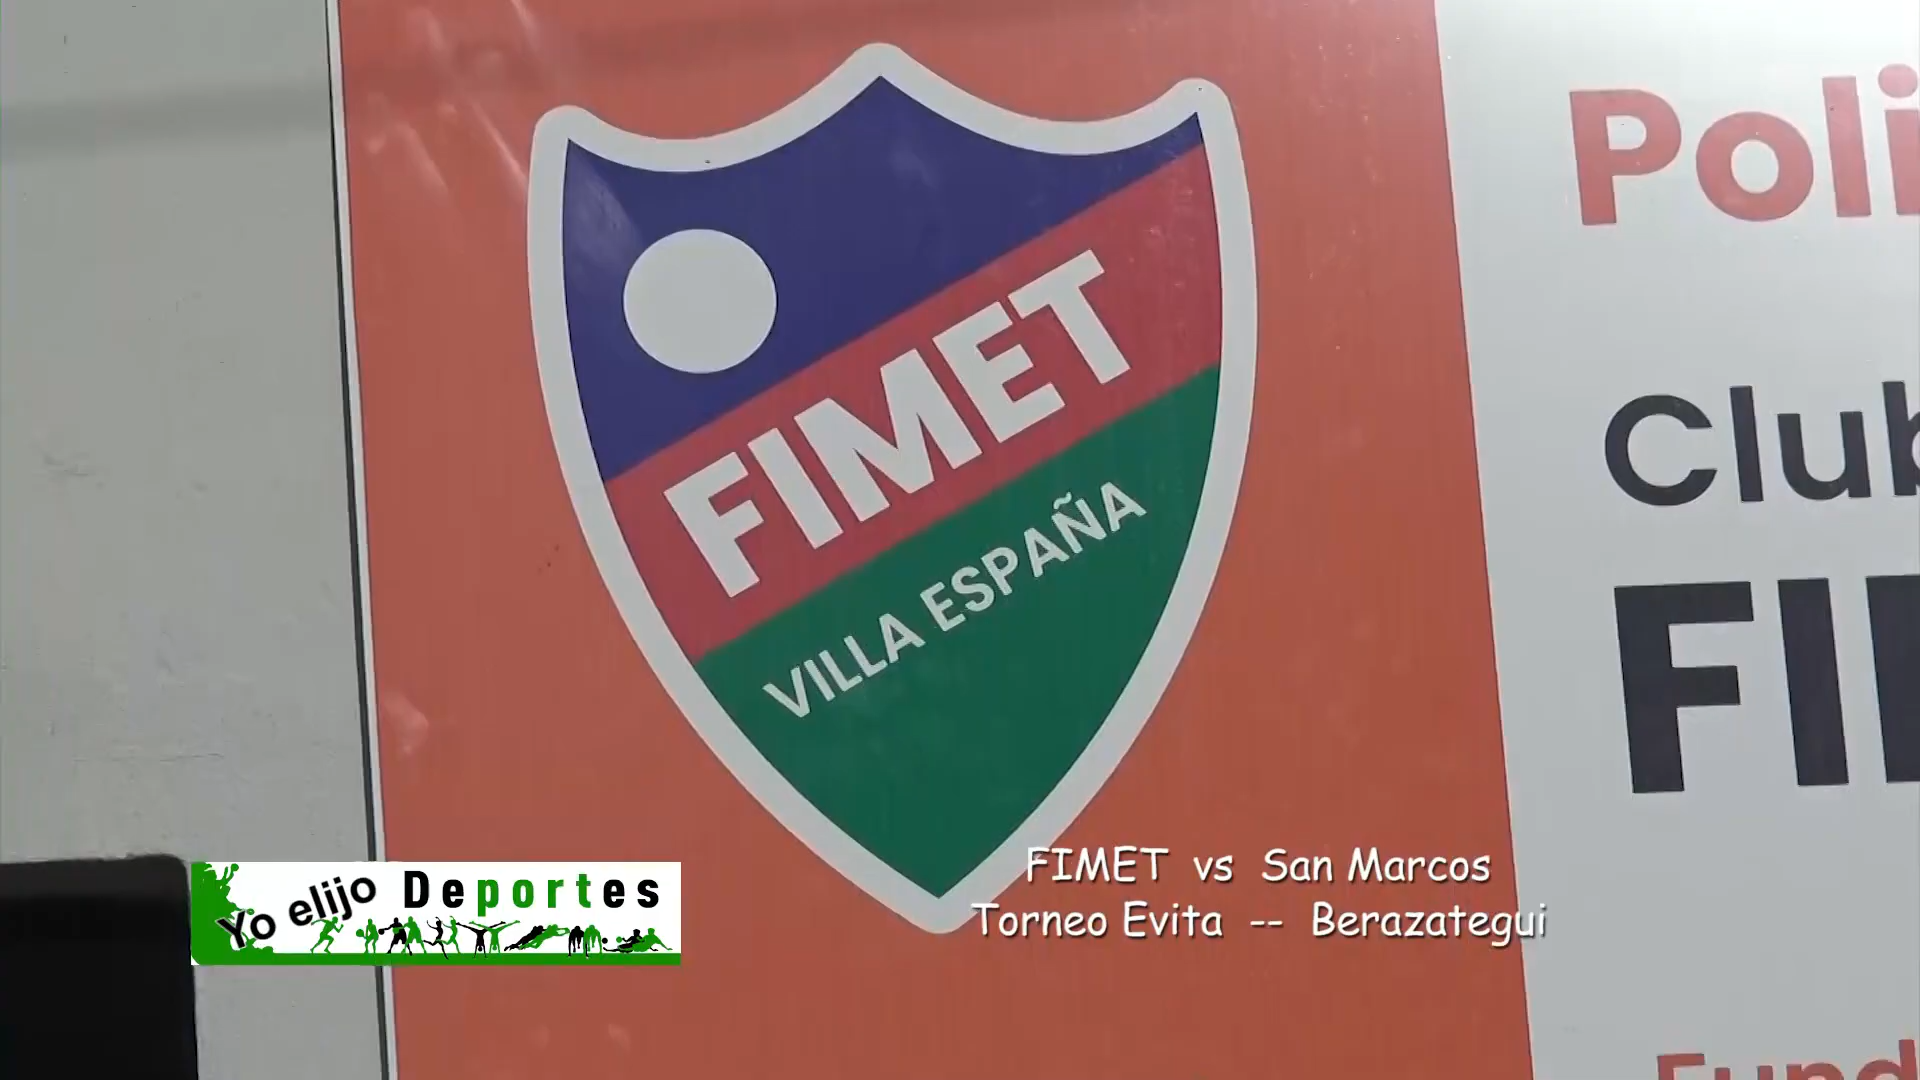 Poli
Club
FIMET
VILLA ESPAÑA
FI
Yo elijo Deportes
FIMET vs San Marcos
Torneo Evita -- Berazategui
Fund